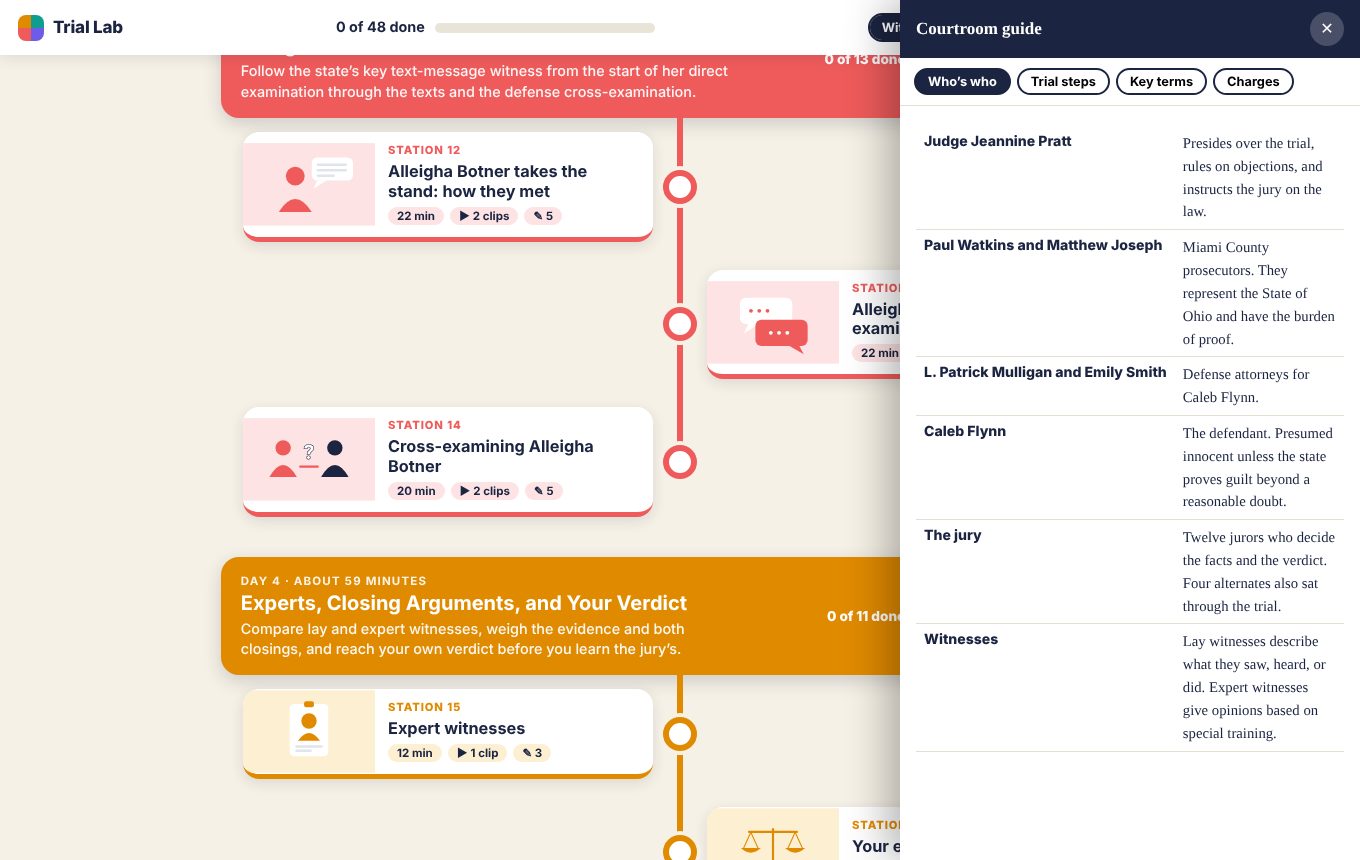 Trial Lab
0 of 48 done
Follow the state's key text-message witness from the start of her direct
examination through the texts and the defense cross-examination.
0 of 13 done
STATION 12
Alleigha Botner takes the
stand: how they met
22 min
▶ 2 clips
✎ 5
22 min
STATION 14
Cross-examining Alleigha
Botner
?
20 min
▶ 2 clips
✎ 5
DAY 4 · ABOUT 59 MINUTES
Experts, Closing Arguments, and Your Verdict
Compare lay and expert witnesses, weigh the evidence and both
closings, and reach your own verdict before you learn the jury's.
0 of 11 done
STATION 15
Expert witnesses
12 min
▶ 1 clip
✎ 3
Courtroom guide
✕
Who's who
Trial steps
Key terms
Charges
Judge Jeannine Pratt
Presides over the trial,
rules on objections, and
instructs the jury on the
law.
Paul Watkins and Matthew Joseph
Miami County
prosecutors. They
represent the State of
Ohio and have the burden
of proof.
L. Patrick Mulligan and Emily Smith
Defense attorneys for
Caleb Flynn.
Caleb Flynn
The defendant. Presumed
innocent unless the state
proves guilt beyond a
reasonable doubt.
The jury
Twelve jurors who decide
the facts and the verdict.
Four alternates also sat
through the trial.
Witnesses
Lay witnesses describe
what they saw, heard, or
did. Expert witnesses
give opinions based on
special training.